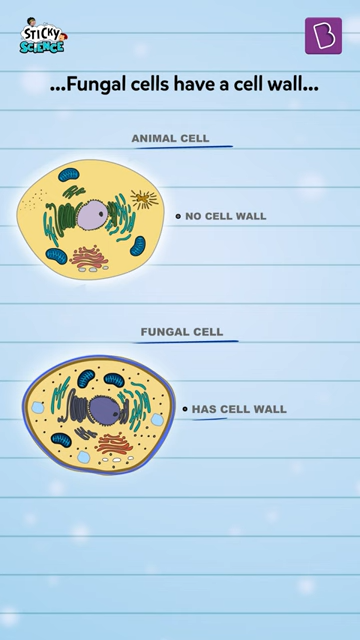 STICKY
SCIENCE
B
...Fungal cells have a cell wall...
ANIMAL CELL
NO CELL WALL
FUNGAL CELL
HAS CELL WALL